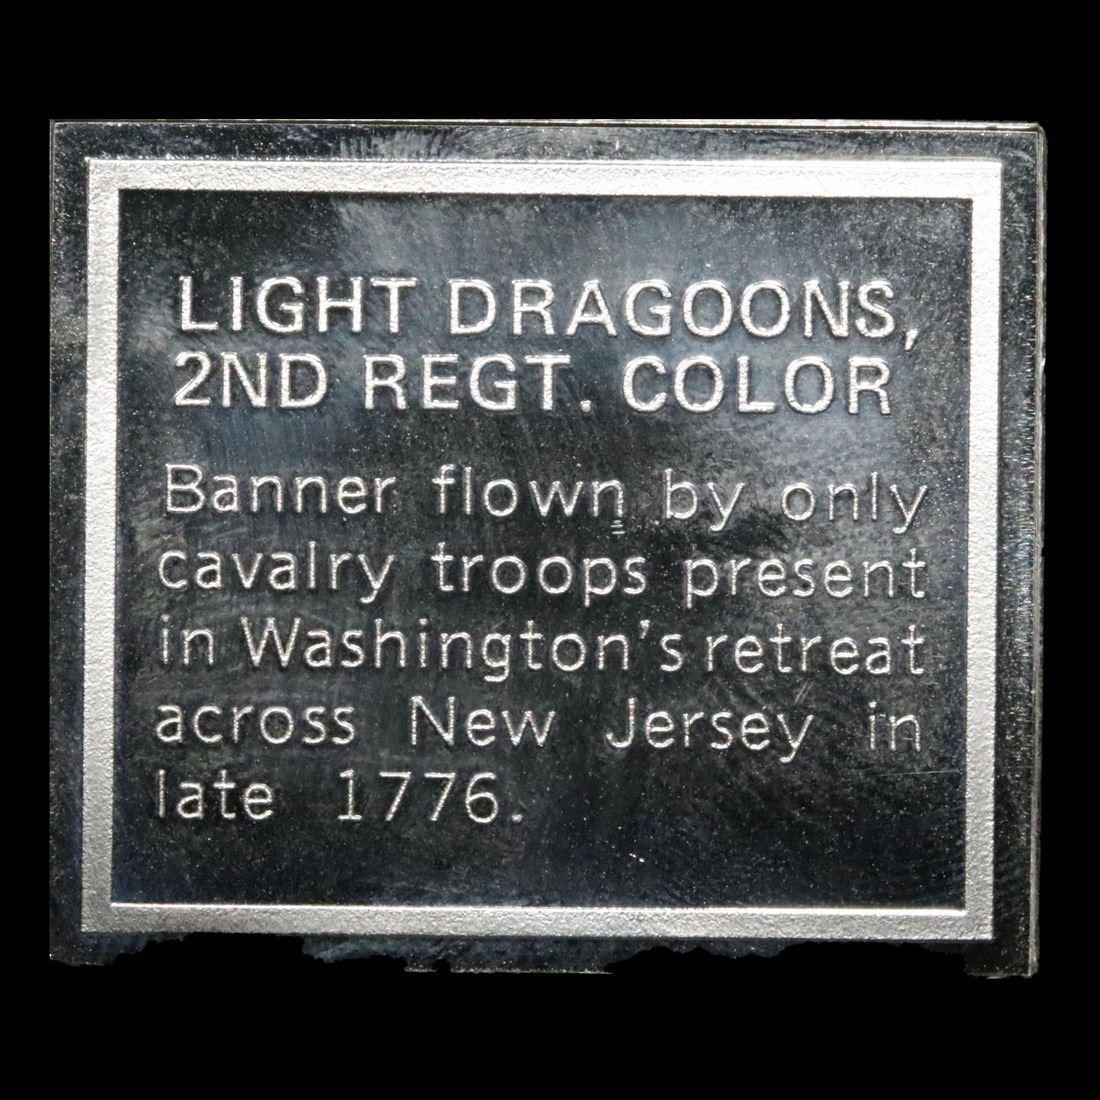 LIGHT DRAGOONS,
2ND REGT. COLOR
Banner flown by only
cavalry troops present
in Washington's retreat
across New Jersey in
late 1776.